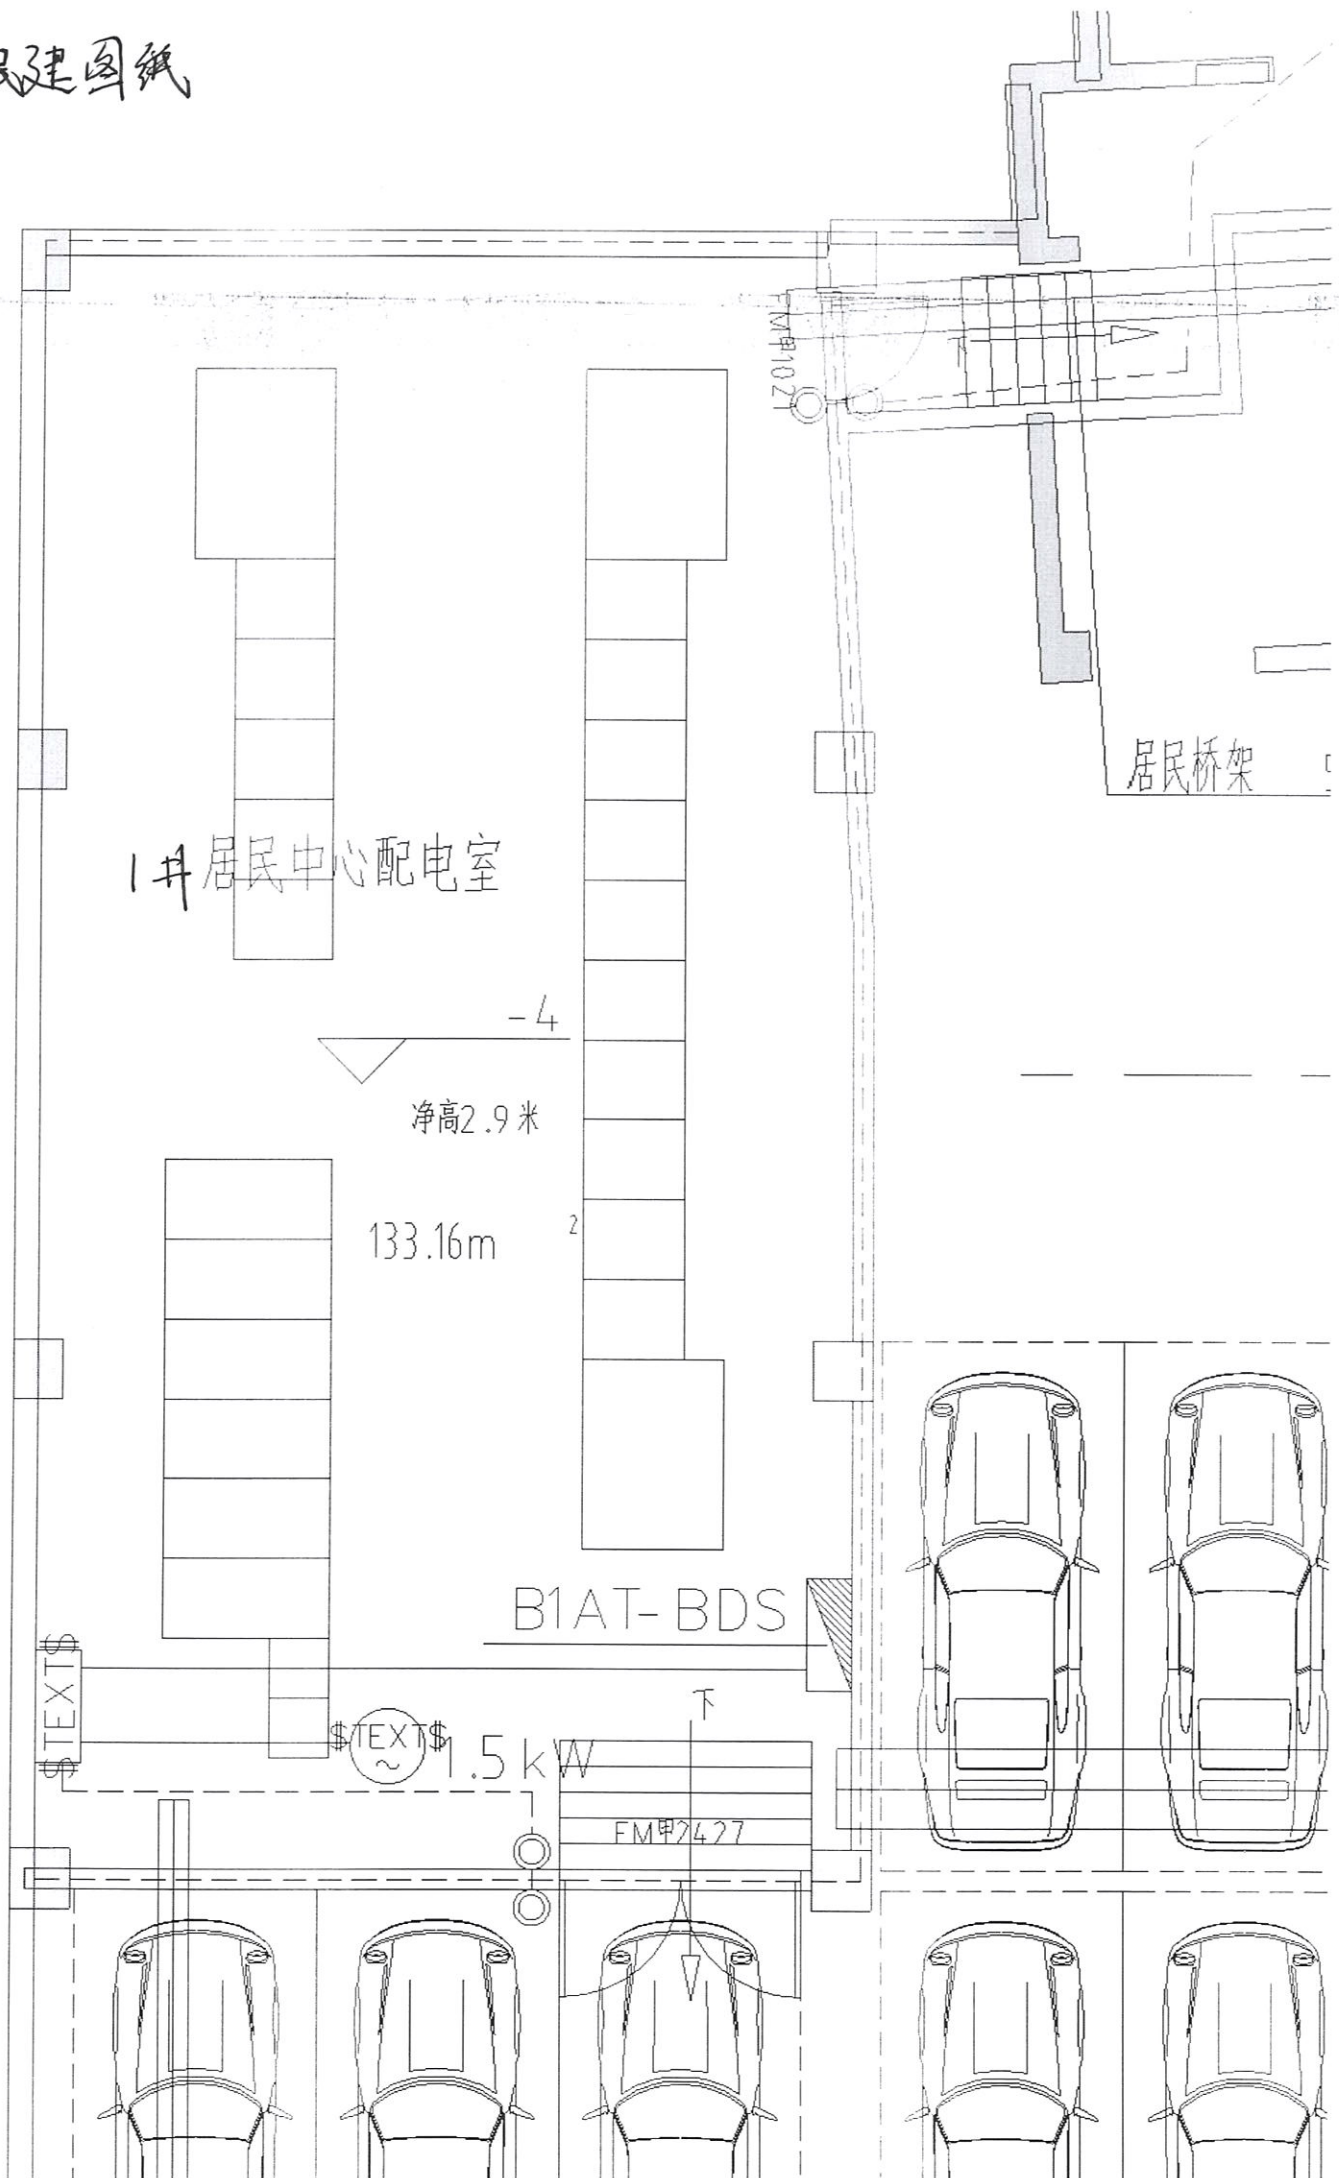 建图纸
FM甲1021
居民桥架
1#居民中心配电室
-4
净高2.9米
133.16m 2
B1AT-BDS
$TEXT$
下
$TEXT$
~
1.5kW
FM甲2427